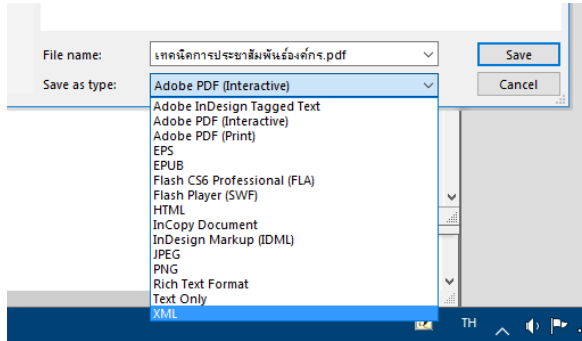 File name:
เทคนิคการประชาสัมพันธ์องค์กร.pdf
Save
Save as type:
Adobe PDF (Interactive)
Cancel
Adobe InDesign Tagged Text
Adobe PDF (Interactive)
Adobe PDF (Print)
EPS
EPUB
Flash CS6 Professional (FLA)
Flash Player (SWF)
HTML
InCopy Document
InDesign Markup (IDML)
JPEG
PNG
Rich Text Format
Text Only
XML
TH